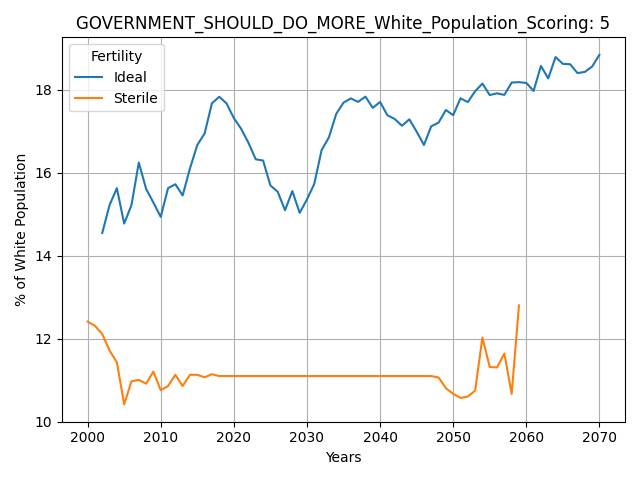 GOVERNMENT_SHOULD_DO_MORE_White_Population_Scoring: 5
Fertility
Ideal
Sterile
% of White Population
18
16
14
12
10
2000 2010 2020 2030 2040 2050 2060 2070
Years